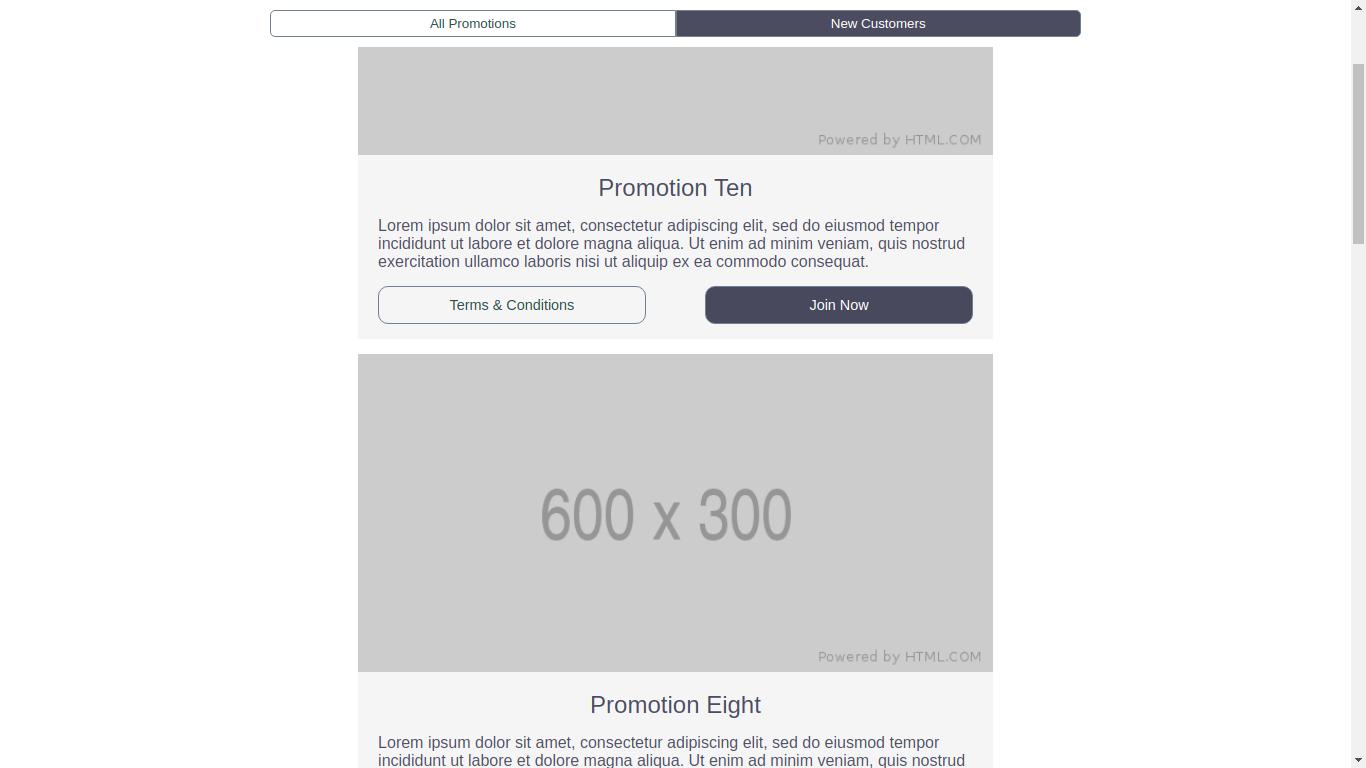 All Promotions
New Customers
Powered by HTML.COM
Promotion Ten
Lorem ipsum dolor sit amet, consectetur adipiscing elit, sed do eiusmod tempor
incididunt ut labore et dolore magna aliqua. Ut enim ad minim veniam, quis nostrud
exercitation ullamco laboris nisi ut aliquip ex ea commodo consequat.
Terms & Conditions
Join Now
600 x 300
Powered by HTML.COM
Promotion Eight
Lorem ipsum dolor sit amet, consectetur adipiscing elit, sed do eiusmod tempor
incididunt ut labore et dolore magna aliqua. Ut enim ad minim veniam, quis nostrud